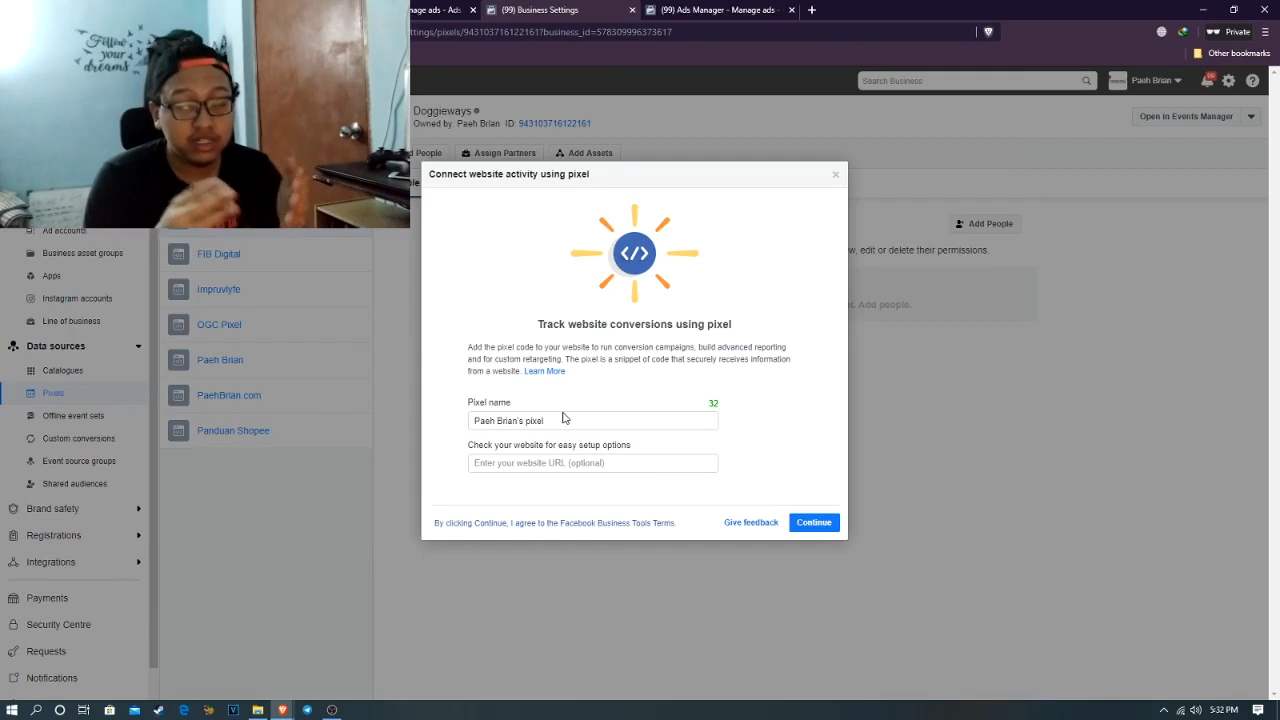 Follow
your
dreams
age ads - Ad
(99) Ads Manager - Manage ads -
ettings/pixels/943103716122161?business_id=578309996373617
Private
Other bookmarks
Search Business
Paeh Brian
Doggieways
Owned by Paeh Brian ID: 943103716122161
Open in Events Manager
People
Assign Partners
Add Assets
Connect website activity using pixel
Add People
view, edit or delete their permissions.
yet. Add people.
Track website conversions using pixel
Add the pixel code to your website to run conversion campaigns, build advanced reporting
and for custom retargeting. The pixel is a snippet of code that securely receives information
from a website. Learn More
Pixel name
32
Paeh Brian's pixel
Check your website for easy setup options
Enter your website URL (optional)
By clicking Continue, I agree to the Facebook Business Tools Terms.
Give feedback
Continue
Ad accounts
Business asset groups
Apps
Instagram accounts
Line of business
Data sources
Catalogues
Pixels
Offline event sets
Custom conversions
Event source groups
Shared audiences
Brand safety
Registrations
Integrations
Payments
Security Centre
Requests
Notifications
FIB Digital
Impruvlyfe
OGC Pixel
Paeh Brian
PaehBrian.com
Panduan Shopee
5:32 PM